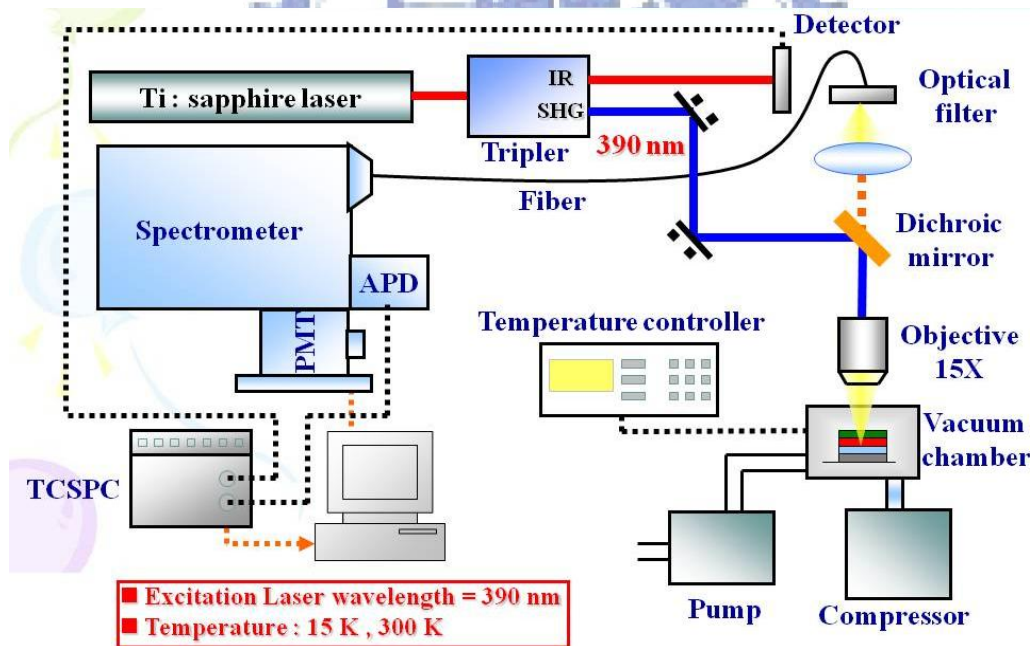 Detector
Ti : sapphire laser
IR
SHG
Tripler
390 nm
Optical
filter
Fiber
Spectrometer
Dichroic
mirror
APD
PMT
Temperature controller
Objective
15X
Vacuum
chamber
TCSPC
Pump
Compressor
Excitation Laser wavelength = 390 nm
Temperature : 15 K , 300 K